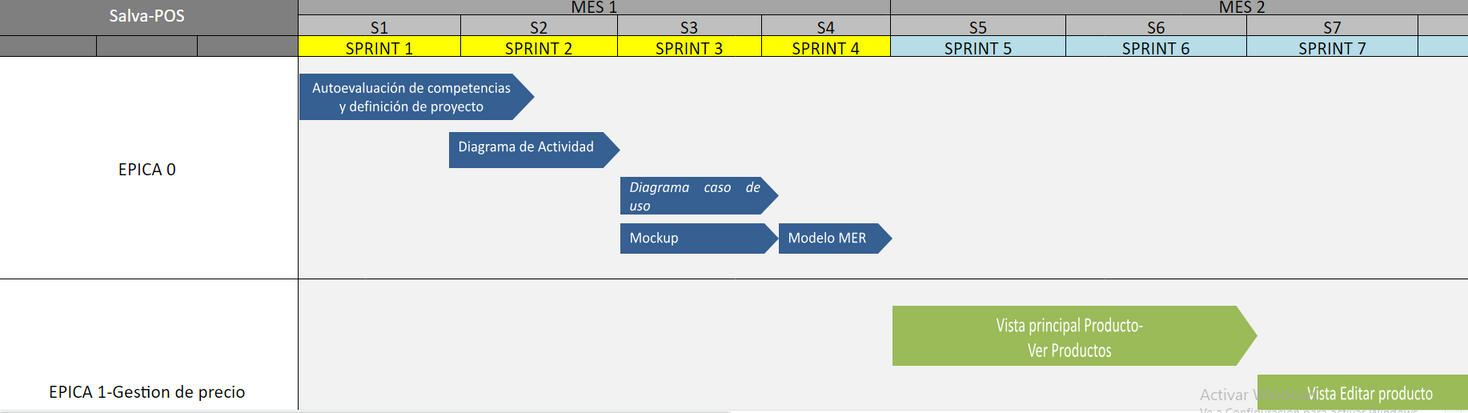 Salva-POS
MES 1
MES 2
S1
S2
S3
S4
S5
S6
S7
SPRINT 1
SPRINT 2
SPRINT 3
SPRINT 4
SPRINT 5
SPRINT 6
SPRINT 7
EPICA 0
Autoevaluación de competencias
y definición de proyecto
Diagrama de Actividad
Diagrama caso de
uso
Mockup
Modelo MER
EPICA 1-Gestion de precio
Vista principal Producto-
Ver Productos
Vista Editar producto
Activar